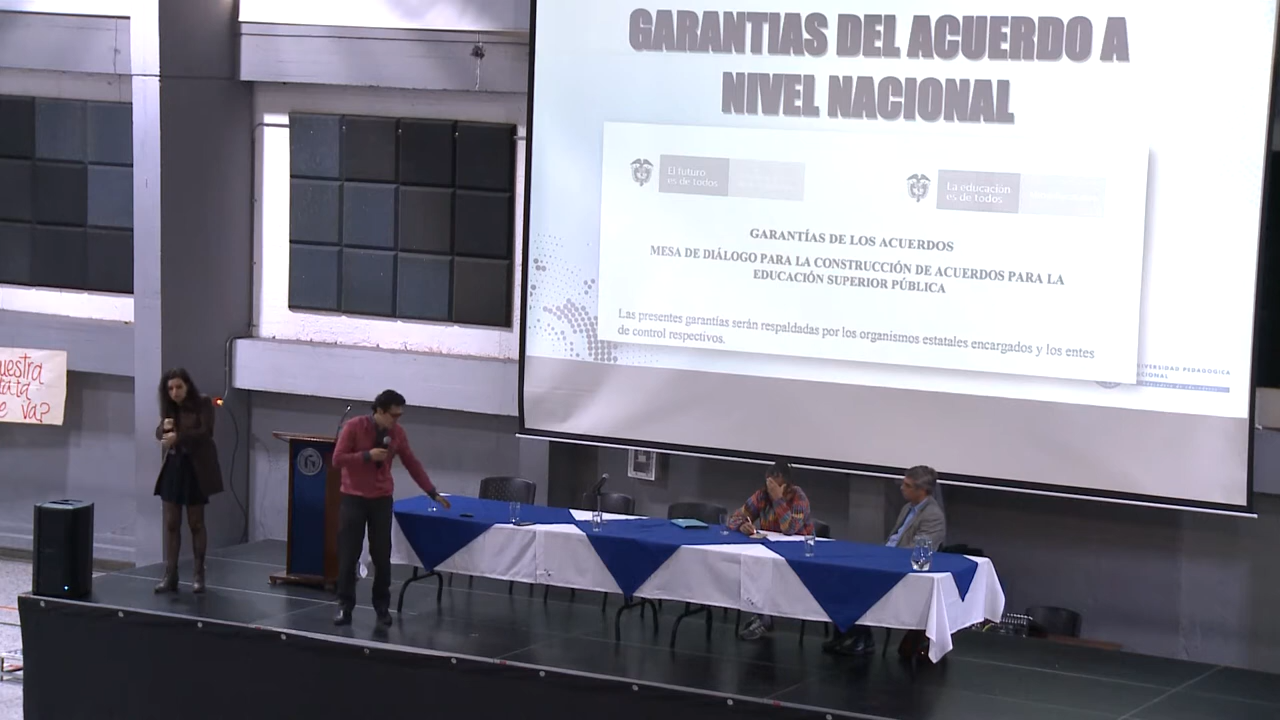 GARANTIAS DEL ACUERDO A
NIVEL NACIONAL
El futuro
es de todos
La educación
es de todos
GARANTÍAS DE LOS ACUERDOS
MESA DE DIÁLOGO PARA LA CONSTRUCCIÓN DE ACUERDOS PARA LA
EDUCACIÓN SUPERIOR PÚBLICA
Las presentes garantías serán respaldadas por los organismos estatales encargados y los entes
de control respectivos.
PEDAGOGICA
uestra
va?